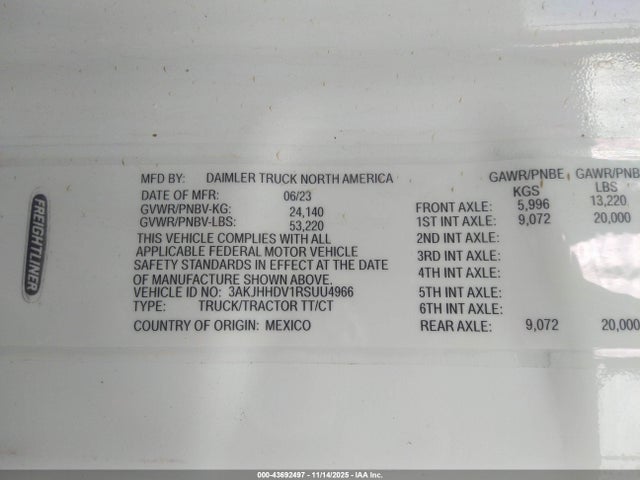 FREIGHTLINER
MFD BY: DAIMLER TRUCK NORTH AMERICA
DATE OF MFR: 06/23
GVWR/PNBV-KG: 24,140
GVWR/PNBV-LBS: 53,220
THIS VEHICLE COMPLIES WITH ALL
APPLICABLE FEDERAL MOTOR VEHICLE
SAFETY STANDARDS IN EFFECT AT THE DATE
OF MANUFACTURE SHOWN ABOVE.
VEHICLE ID NO: 3AKJHHDV1RSUU4966
TYPE: TRUCK/TRACTOR TT/CT
COUNTRY OF ORIGIN: MEXICO
GAWR/PNBE GAWR/PNB
KGS LBS
FRONT AXLE: 5,996 13,220
1ST INT AXLE: 9,072 20,000
2ND INT AXLE:
3RD INT AXLE:
4TH INT AXLE:
5TH INT AXLE:
6TH INT AXLE:
REAR AXLE: 9,072 20,000
000-43692497 - 11/14/2025 - IAA Inc.